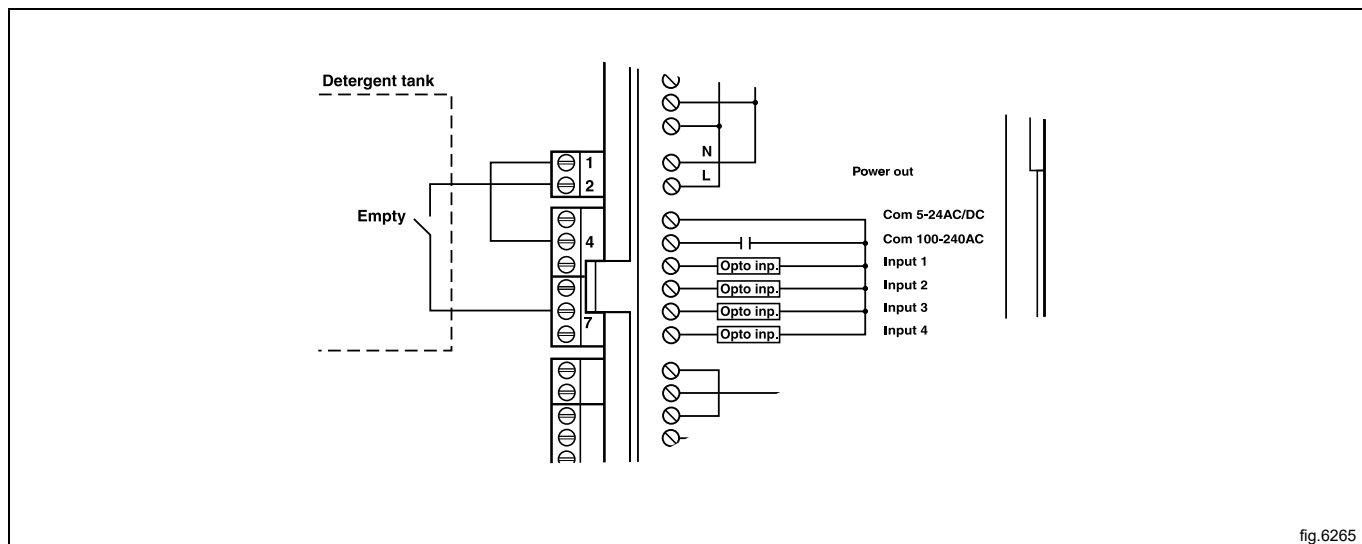 Detergent tank
Empty
1
2
4
7
N
L
Power out
Com 5-24AC/DC
Com 100-240AC
Opto inp. Input 1
Opto inp. Input 2
Opto inp. Input 3
Opto inp. Input 4
fig.6265